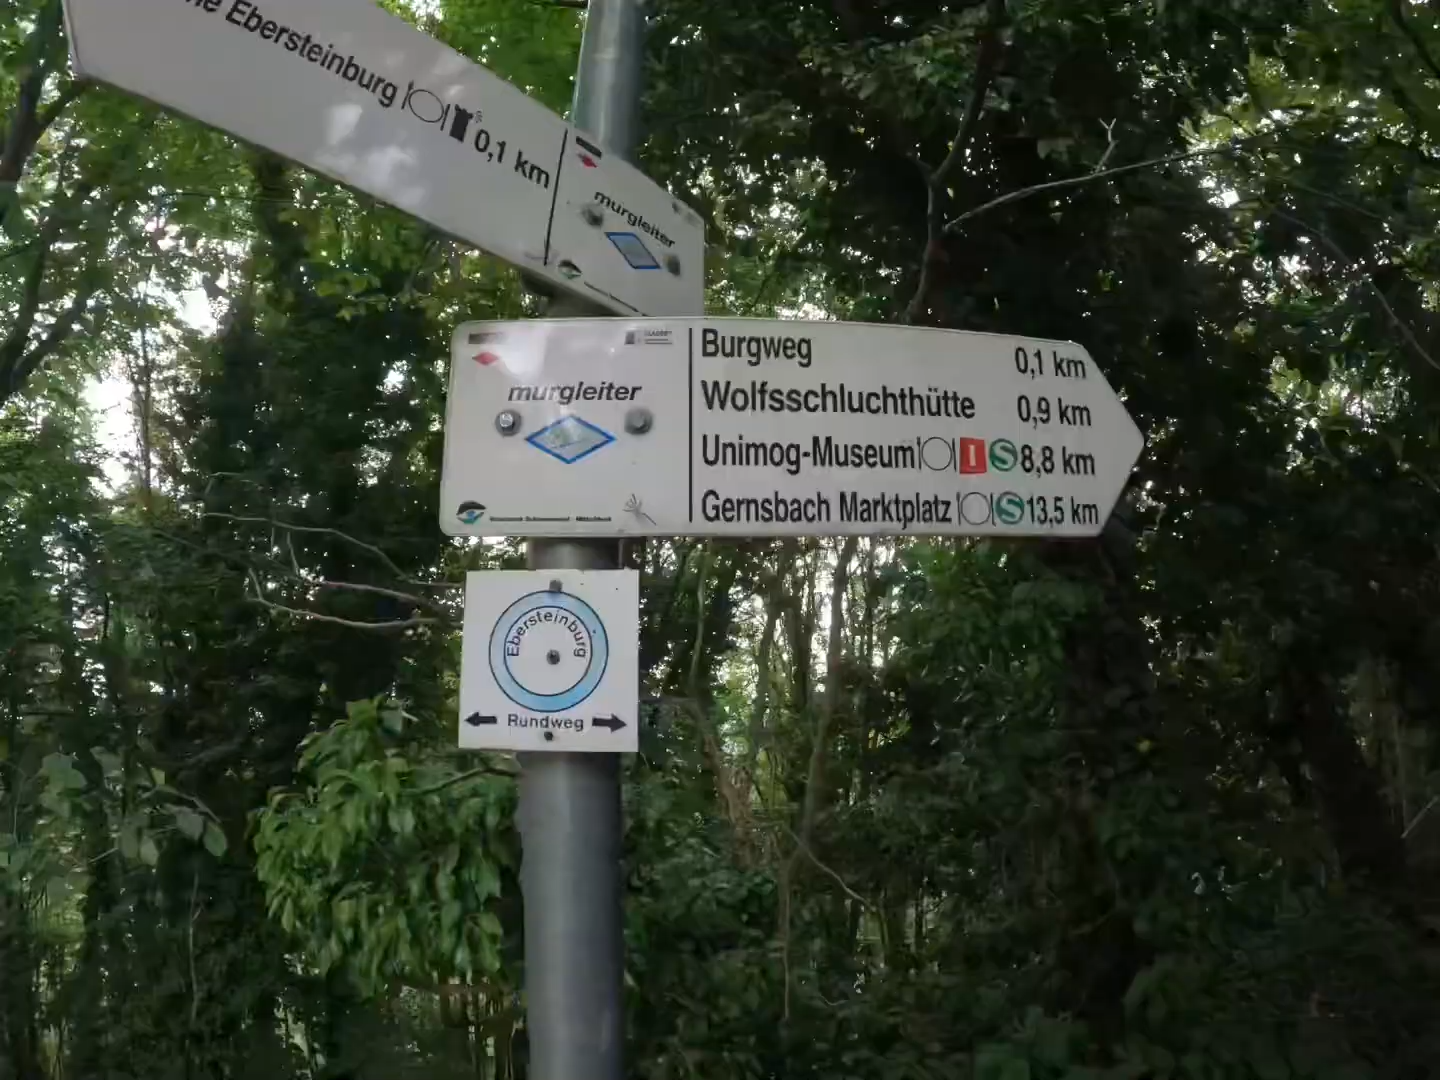 Ebersteinburg 0,1 km
murgleiter
murgleiter
Burgweg 0,1 km
Wolfsschluchthütte 0,9 km
Unimog-Museum I S 8,8 km
Gernsbach Marktplatz S 13,5 km
Ebersteinburg
Rundweg